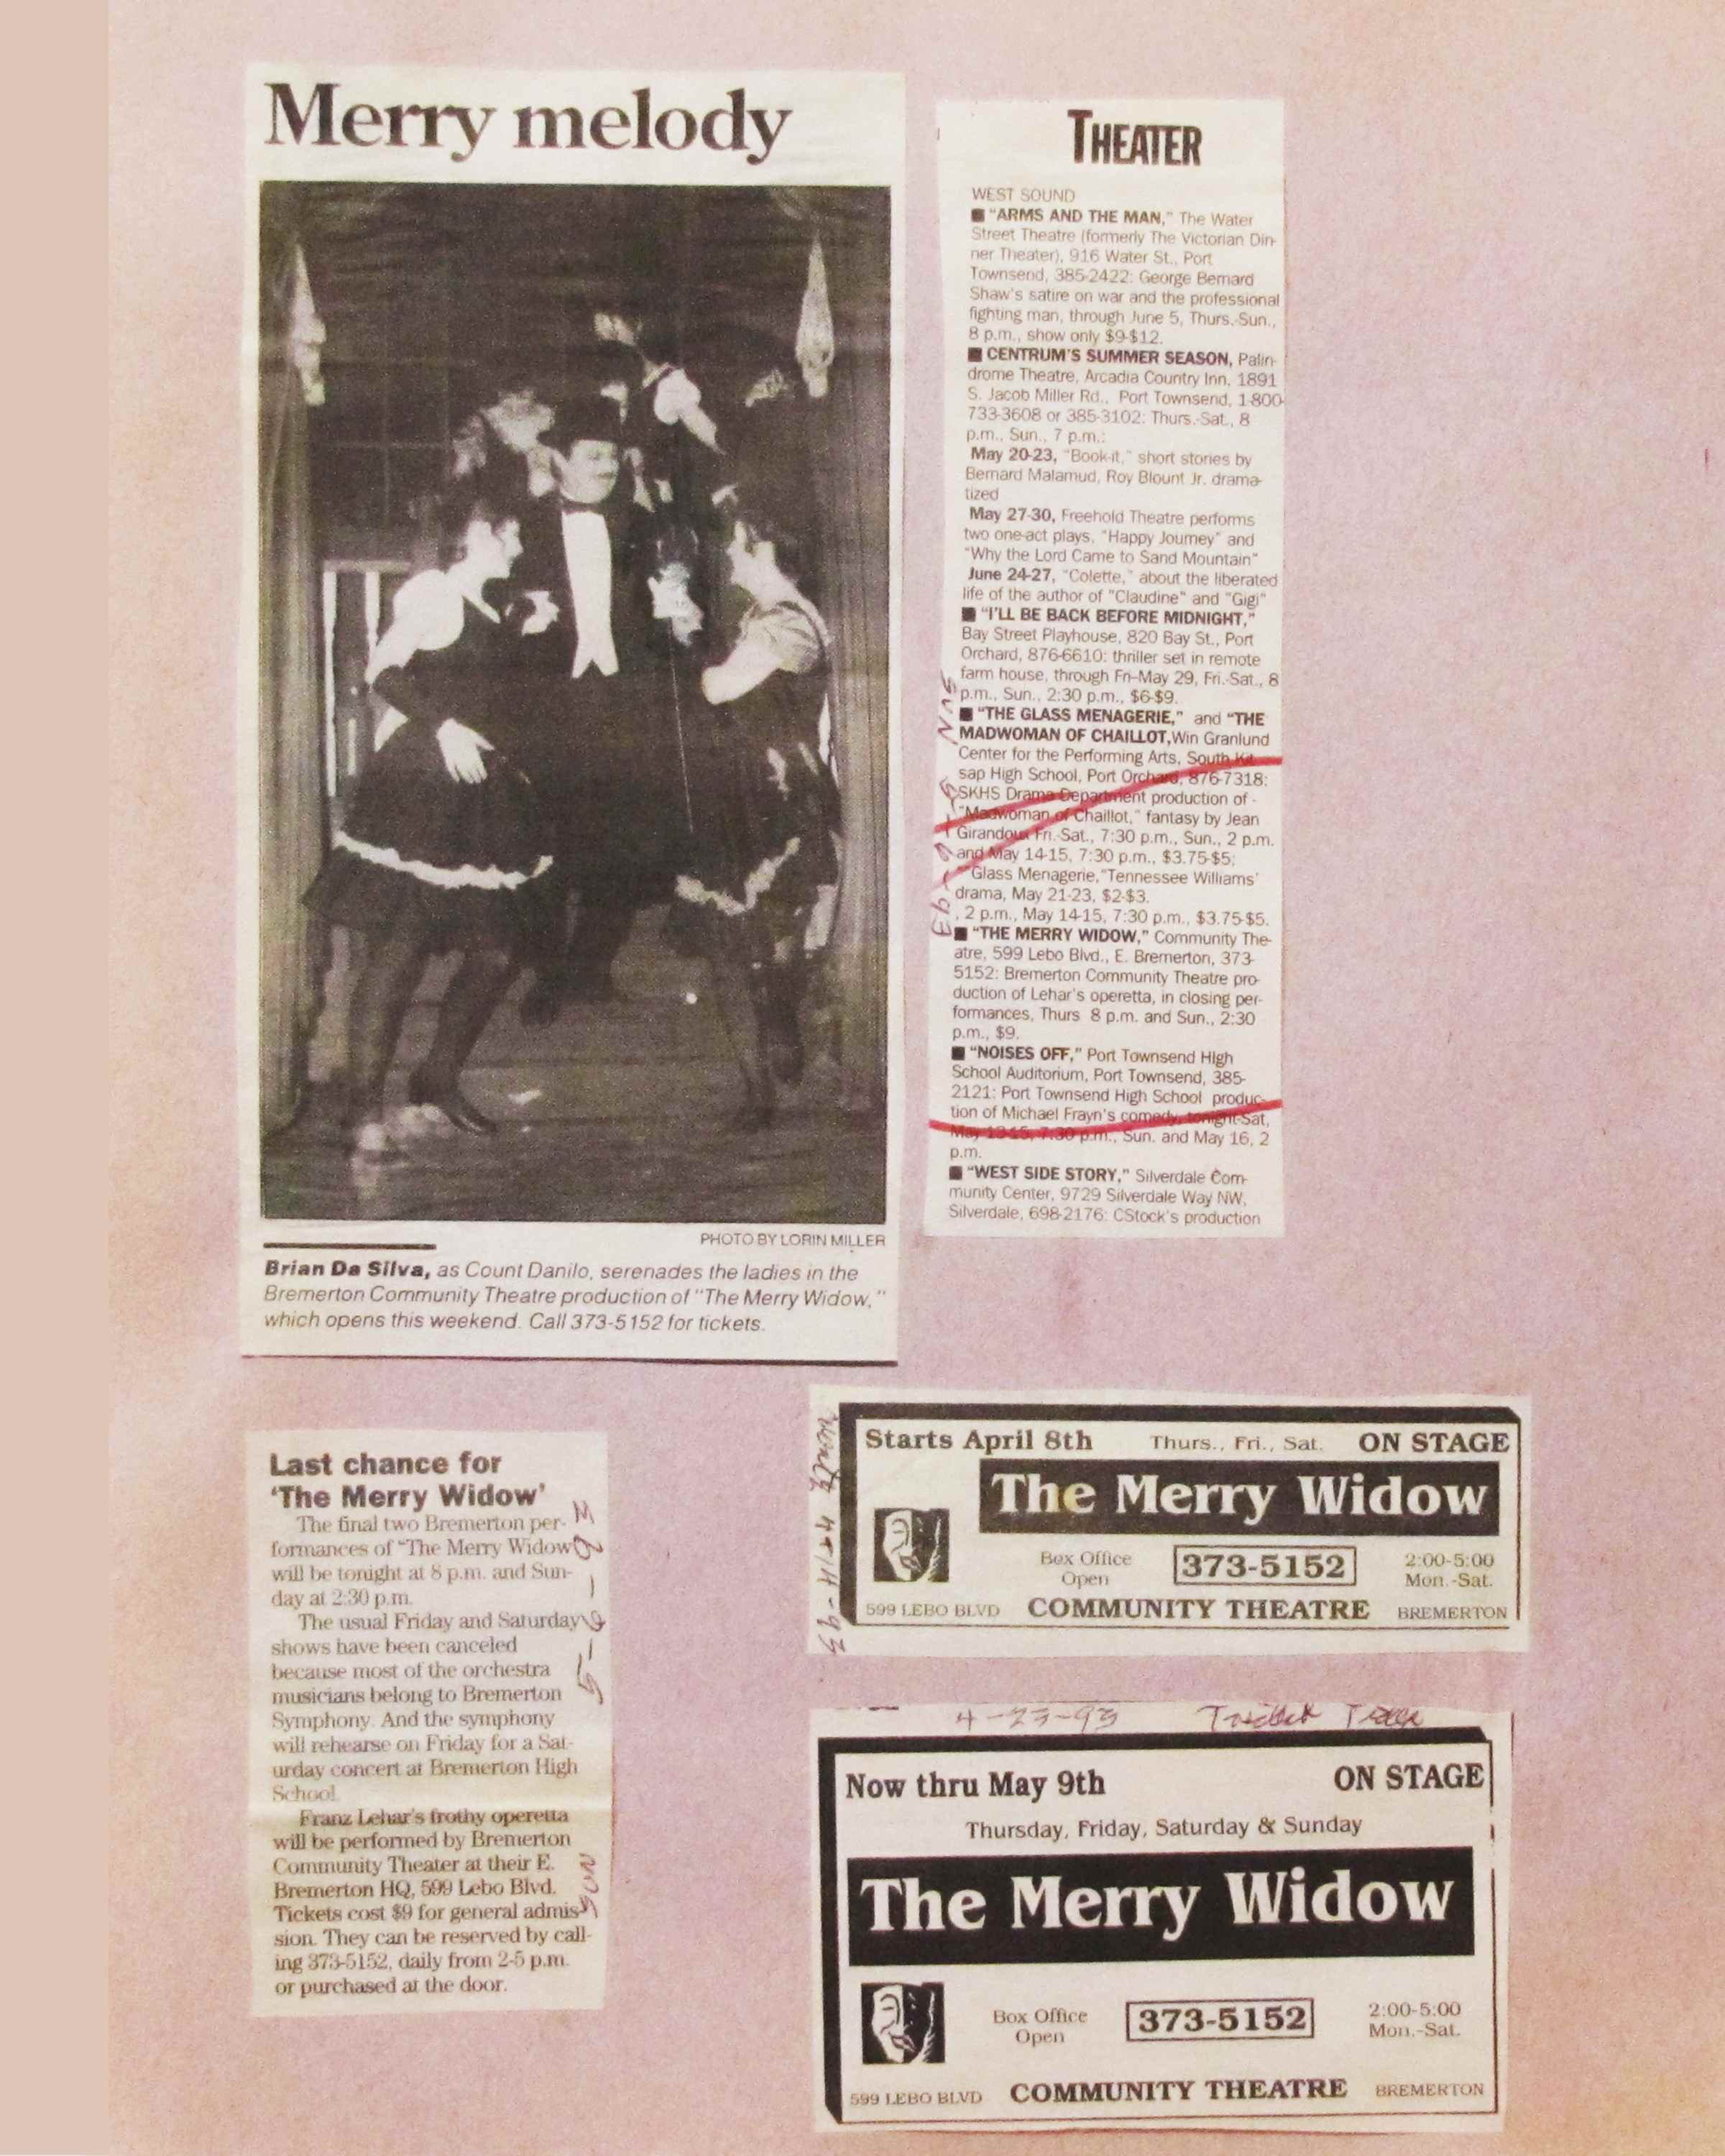 Merry melody
PHOTO BY LORIN MILLER
Brian Da Silva, as Count Danilo, serenades the ladies in the
Bremerton Community Theatre production of "The Merry Widow,"
which opens this weekend. Call 373-5152 for tickets.
THEATER
WEST SOUND
■ "ARMS AND THE MAN," The Water
Street Theatre (formerly The Victorian Din-
ner Theater), 916 Water St., Port
Townsend, 385-2422: George Bernard
Shaw's satire on war and the professional
fighting man, through June 5, Thurs.-Sun.,
8 p.m., show only $9-$12.
■ CENTRUM'S SUMMER SEASON, Palin-
drome Theatre, Arcadia Country Inn, 1891
S. Jacob Miller Rd., Port Townsend, 1-800-
733-3608 or 385-3102: Thurs.-Sat., 8
p.m., Sun., 7 p.m.:
May 20-23, "Book-it," short stories by
Bernard Malamud, Roy Blount Jr. drama-
tized
May 27-30, Freehold Theatre performs
two one-act plays, "Happy Journey" and
"Why the Lord Came to Sand Mountain"
June 24-27, "Colette," about the liberated
life of the author of "Claudine" and "Gigi"
■ "I'LL BE BACK BEFORE MIDNIGHT,"
Bay Street Playhouse, 820 Bay St., Port
Orchard, 876-6610: thriller set in remote
farm house, through Fri-May 29, Fri.-Sat., 8
p.m., Sun., 2:30 p.m., $6-$9.
■ "THE GLASS MENAGERIE," and "THE
MADWOMAN OF CHAILLOT,Win Granlund
Center for the Performing Arts, South Kit-
sap High School, Port Orchard, 876-7318:
SKHS Drama Department production of -
"Madwoman of Chaillot," fantasy by Jean
Girandoux Fri.-Sat., 7:30 p.m., Sun., 2 p.m.
and May 14-15, 7:30 p.m., $3.75-$5;
"Glass Menagerie,"Tennessee Williams'
drama, May 21-23, $2-$3.
, 2 p.m., May 14-15, 7:30 p.m., $3.75-$5.
■ "THE MERRY WIDOW," Community The-
atre, 599 Lebo Blvd., E. Bremerton, 373-
5152: Bremerton Community Theatre pro-
duction of Lehar's operetta, in closing per-
formances, Thurs 8 p.m. and Sun., 2:30
p.m., $9.
■ "NOISES OFF," Port Townsend High
School Auditorium, Port Townsend, 385-
2121: Port Townsend High School produc-
tion of Michael Frayn's comedy, tonight-Sat,
May 13-15, 7:30 p.m., Sun. and May 16, 2
p.m.
■ "WEST SIDE STORY," Silverdale Com-
munity Center, 9729 Silverdale Way NW,
Silverdale, 698-2176: CStock's production
SUN
Last chance for
'The Merry Widow'
The final two Bremerton per-
formances of "The Merry Widow"
will be tonight at 8 p.m. and Sun-
day at 2:30 p.m.
The usual Friday and Saturday
shows have been canceled
because most of the orchestra
musicians belong to Bremerton
Symphony. And the symphony
will rehearse on Friday for a Sat-
urday concert at Bremerton High
School.
Franz Lehar's frothy operetta
will be performed by Bremerton
Community Theater at their E.
Bremerton HQ, 599 Lebo Blvd.
Tickets cost $9 for general admis-
sion. They can be reserved by call-
ing 373-5152, daily from 2-5 p.m.
or purchased at the door.
SUN
Starts April 8th Thurs., Fri., Sat. ON STAGE
The Merry Widow
Box Office Open 373-5152 2:00-5:00 Mon.-Sat.
599 LEBO BLVD COMMUNITY THEATRE BREMERTON
4-23-93
Now thru May 9th ON STAGE
Thursday, Friday, Saturday & Sunday
The Merry Widow
Box Office Open 373-5152 2:00-5:00 Mon.-Sat.
599 LEBO BLVD COMMUNITY THEATRE BREMERTON